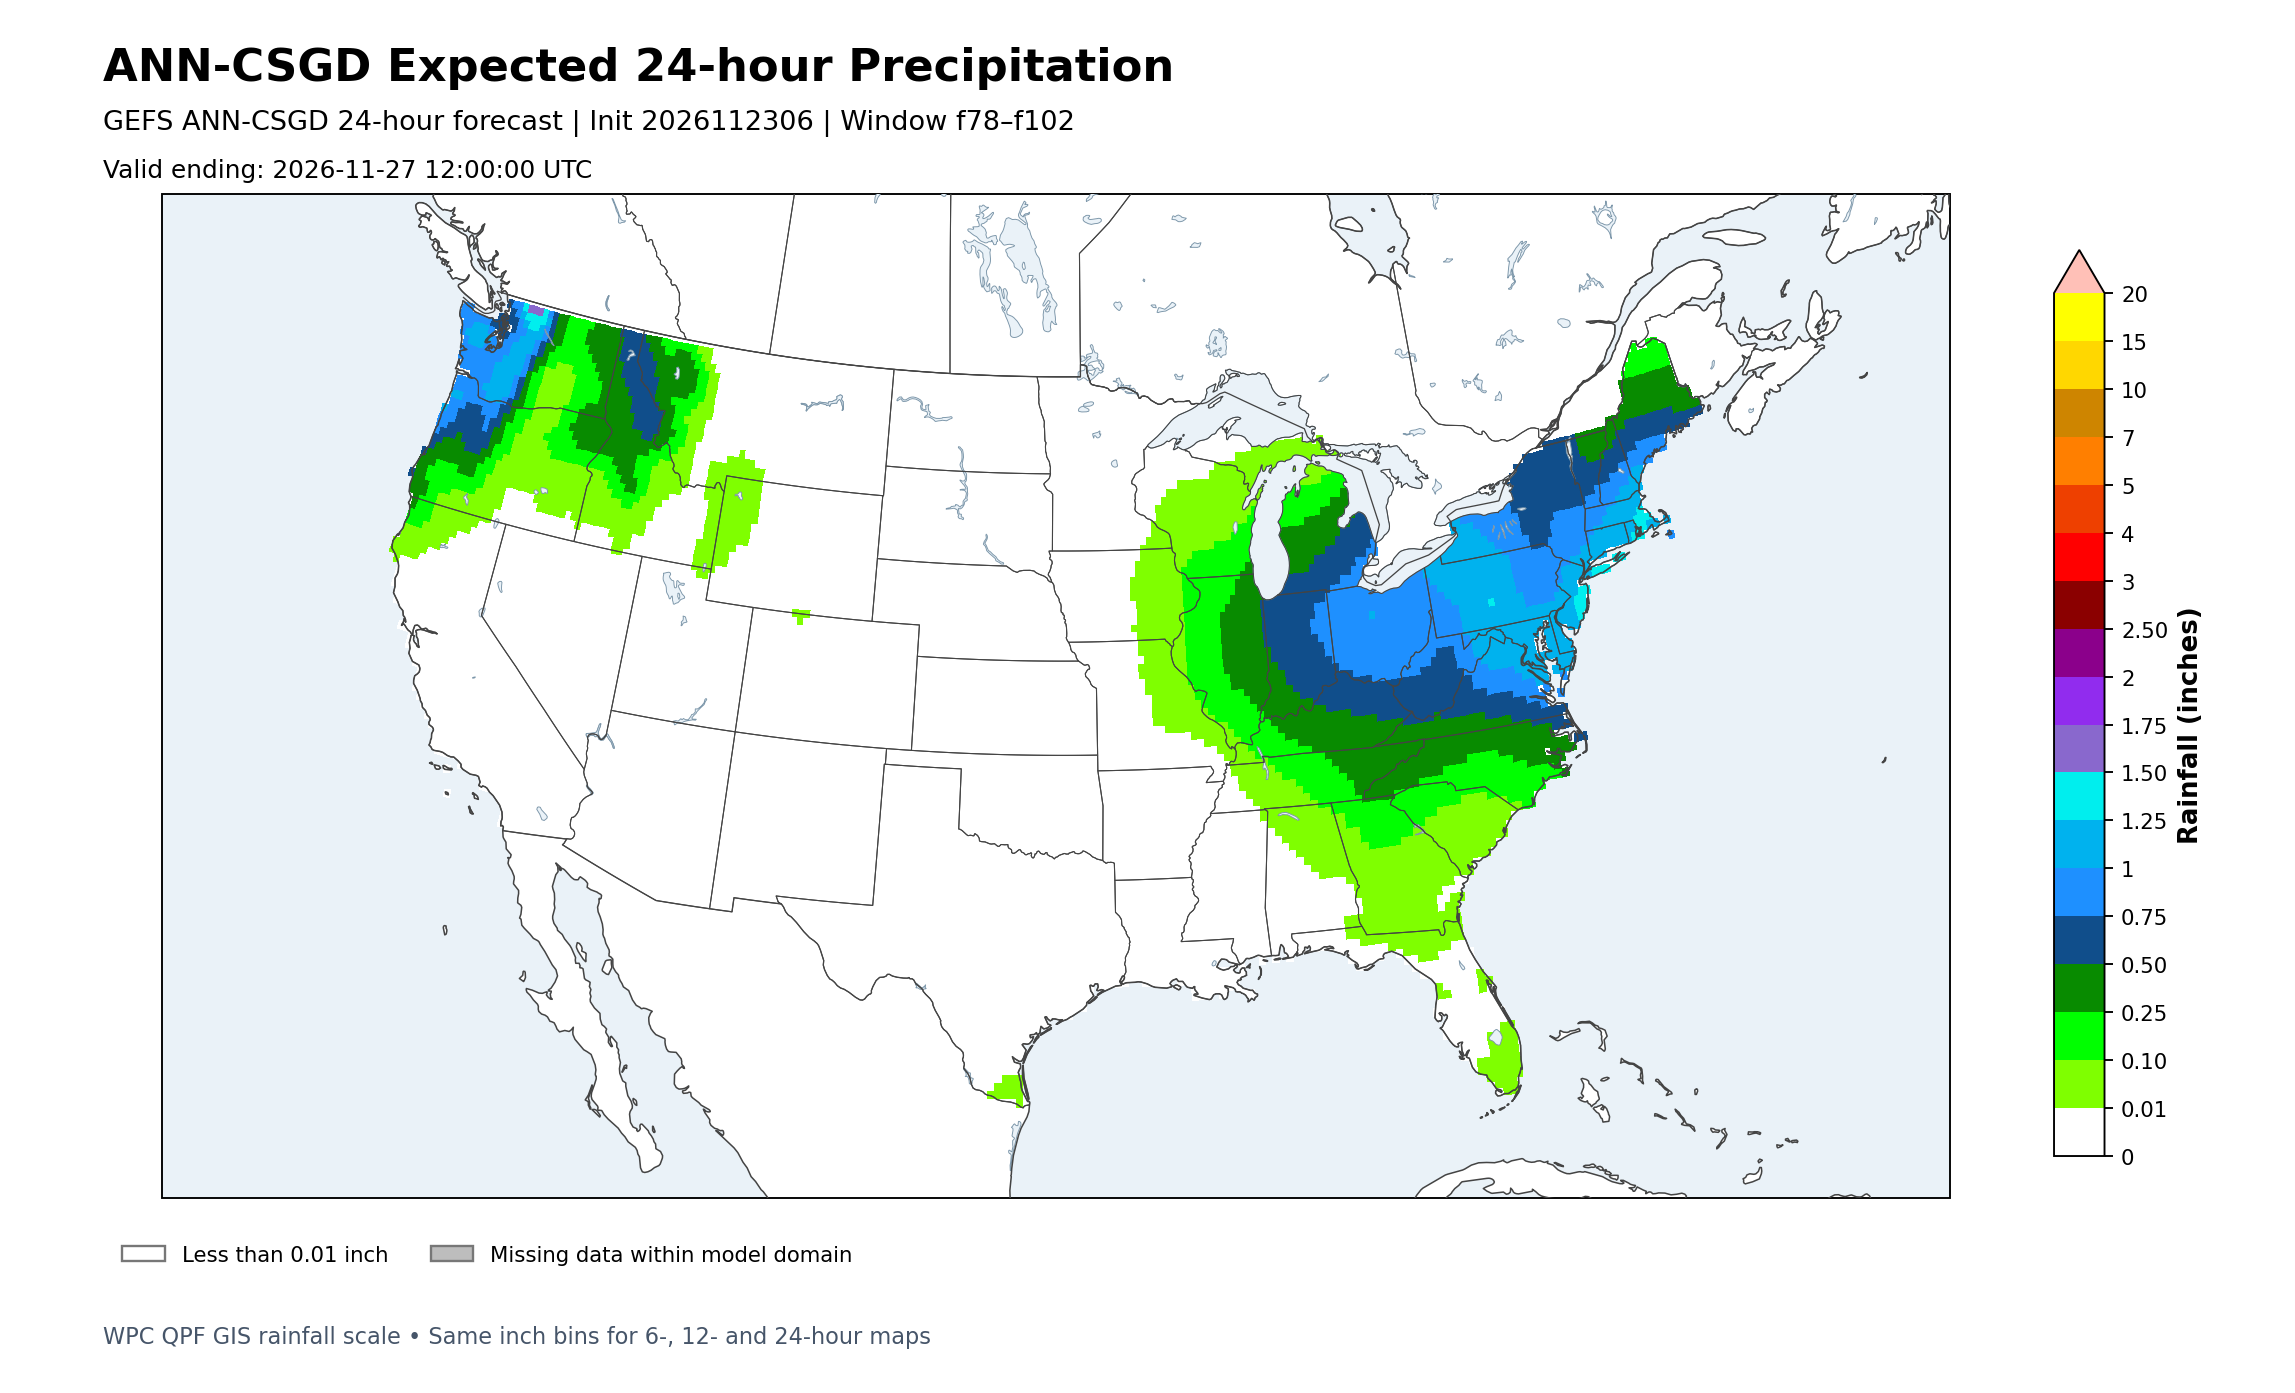 ANN-CSGD Expected 24-hour Precipitation
GEFS ANN-CSGD 24-hour forecast | Init 2026112306 | Window f78–f102
Valid ending: 2026-11-27 12:00:00 UTC
20
15
10
7
5
4
3
2.50
2
1.75
1.50
1.25
1
0.75
0.50
0.25
0.10
0.01
0
Rainfall (inches)
Less than 0.01 inch
Missing data within model domain
WPC QPF GIS rainfall scale • Same inch bins for 6-, 12- and 24-hour maps